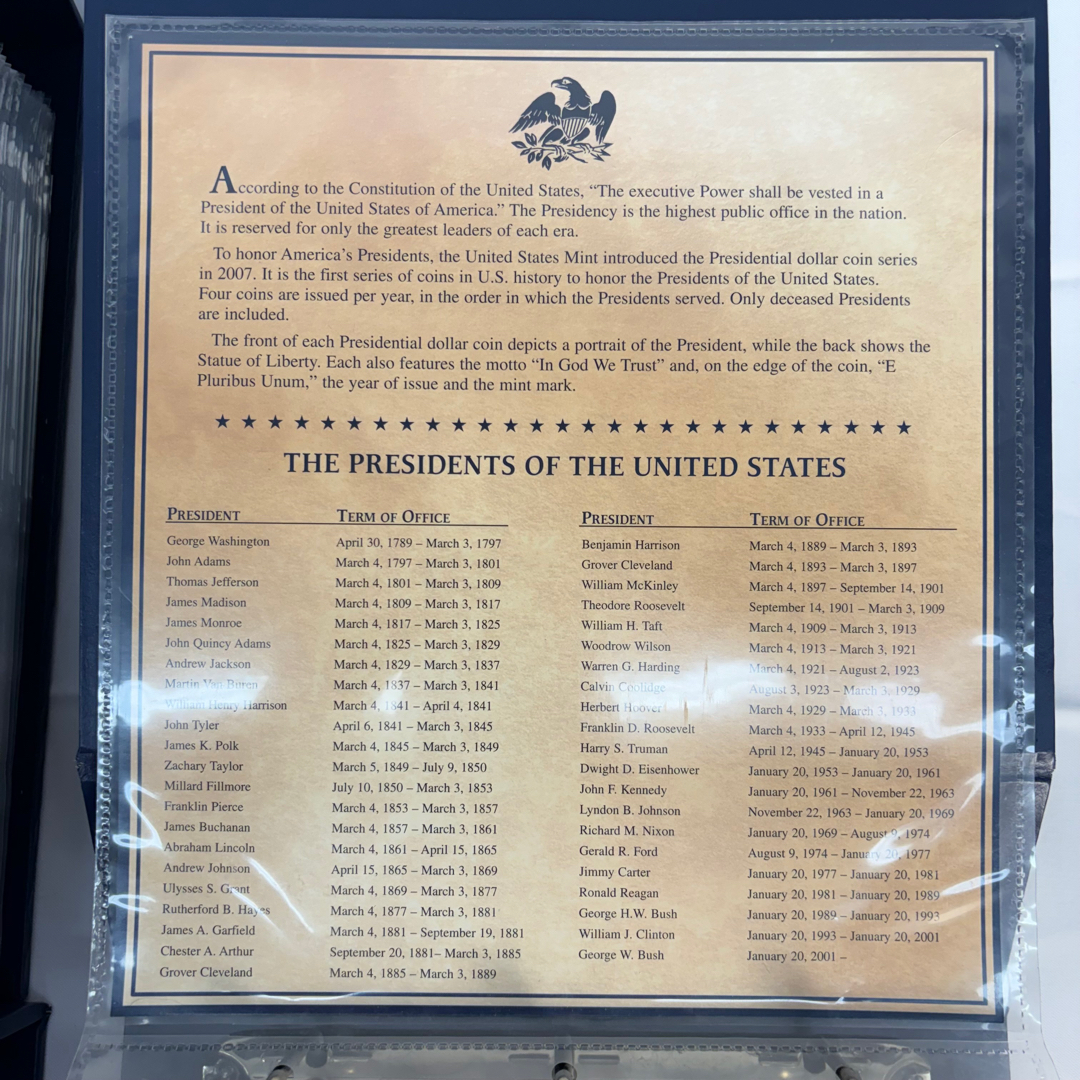 According to the Constitution of the United States, “The executive Power shall be vested in a
President of the United States of America.” The Presidency is the highest public office in the nation.
It is reserved for only the greatest leaders of each era.
To honor America’s Presidents, the United States Mint introduced the Presidential dollar coin series
in 2007. It is the first series of coins in U.S. history to honor the Presidents of the United States.
Four coins are issued per year, in the order in which the Presidents served. Only deceased Presidents
are included.
The front of each Presidential dollar coin depicts a portrait of the President, while the back shows the
Statue of Liberty. Each also features the motto “In God We Trust” and, on the edge of the coin, “E
Pluribus Unum,” the year of issue and the mint mark.
THE PRESIDENTS OF THE UNITED STATES
PRESIDENT TERM OF OFFICE
George Washington April 30, 1789 – March 3, 1797
John Adams March 4, 1797 – March 3, 1801
Thomas Jefferson March 4, 1801 – March 3, 1809
James Madison March 4, 1809 – March 3, 1817
James Monroe March 4, 1817 – March 3, 1825
John Quincy Adams March 4, 1825 – March 3, 1829
Andrew Jackson March 4, 1829 – March 3, 1837
Martin Van Buren March 4, 1837 – March 3, 1841
William Henry Harrison March 4, 1841 – April 4, 1841
John Tyler April 6, 1841 – March 3, 1845
James K. Polk March 4, 1845 – March 3, 1849
Zachary Taylor March 5, 1849 – July 9, 1850
Millard Fillmore July 10, 1850 – March 3, 1853
Franklin Pierce March 4, 1853 – March 3, 1857
James Buchanan March 4, 1857 – March 3, 1861
Abraham Lincoln March 4, 1861 – April 15, 1865
Andrew Johnson April 15, 1865 – March 3, 1869
Ulysses S. Grant March 4, 1869 – March 3, 1877
Rutherford B. Hayes March 4, 1877 – March 3, 1881
James A. Garfield March 4, 1881 – September 19, 1881
Chester A. Arthur September 20, 1881– March 3, 1885
Grover Cleveland March 4, 1885 – March 3, 1889
PRESIDENT TERM OF OFFICE
Benjamin Harrison March 4, 1889 – March 3, 1893
Grover Cleveland March 4, 1893 – March 3, 1897
William McKinley March 4, 1897 – September 14, 1901
Theodore Roosevelt September 14, 1901 – March 3, 1909
William H. Taft March 4, 1909 – March 3, 1913
Woodrow Wilson March 4, 1913 – March 3, 1921
Warren G. Harding March 4, 1921 – August 2, 1923
Calvin Coolidge August 3, 1923 – March 3, 1929
Herbert Hoover March 4, 1929 – March 3, 1933
Franklin D. Roosevelt March 4, 1933 – April 12, 1945
Harry S. Truman April 12, 1945 – January 20, 1953
Dwight D. Eisenhower January 20, 1953 – January 20, 1961
John F. Kennedy January 20, 1961 – November 22, 1963
Lyndon B. Johnson November 22, 1963 – January 20, 1969
Richard M. Nixon January 20, 1969 – August 9, 1974
Gerald R. Ford August 9, 1974 – January 20, 1977
Jimmy Carter January 20, 1977 – January 20, 1981
Ronald Reagan January 20, 1981 – January 20, 1989
George H.W. Bush January 20, 1989 – January 20, 1993
William J. Clinton January 20, 1993 – January 20, 2001
George W. Bush January 20, 2001 –